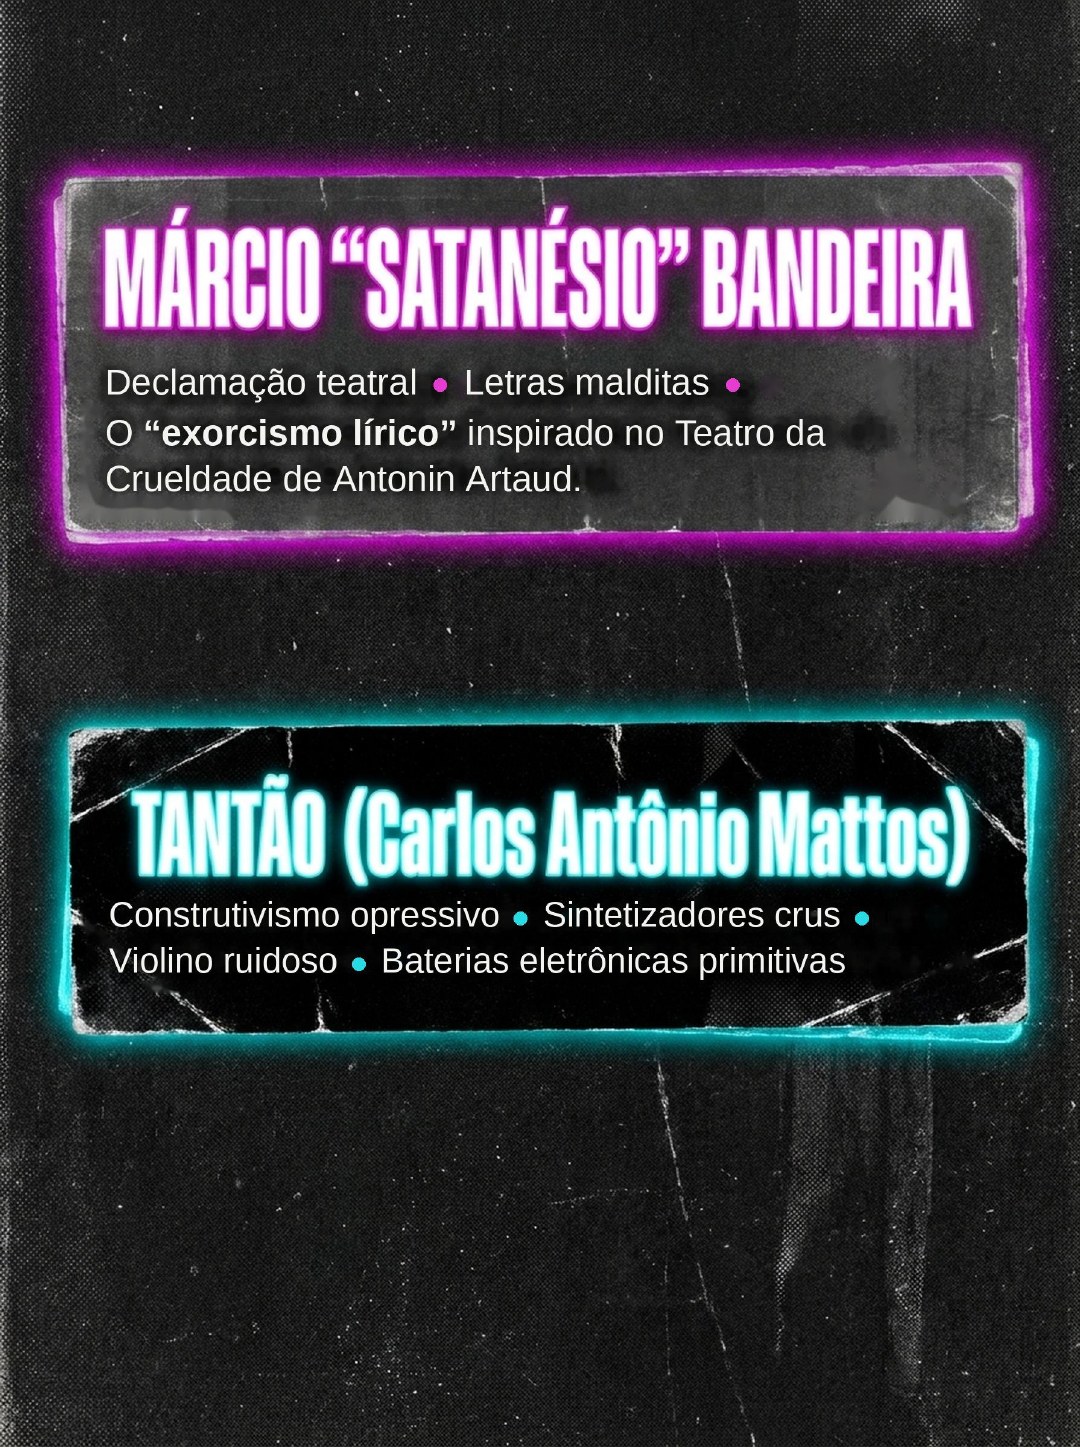 MÁRCIO “SATANÉSIO” BANDEIRA
Declamação teatral • Letras malditas •
O “exorcismo lírico” inspirado no Teatro da
Crueldade de Antonin Artaud.
TANTÃO (Carlos Antônio Mattos)
Construtivismo opressivo • Sintetizadores crus •
Violino ruidoso • Baterias eletrônicas primitivas